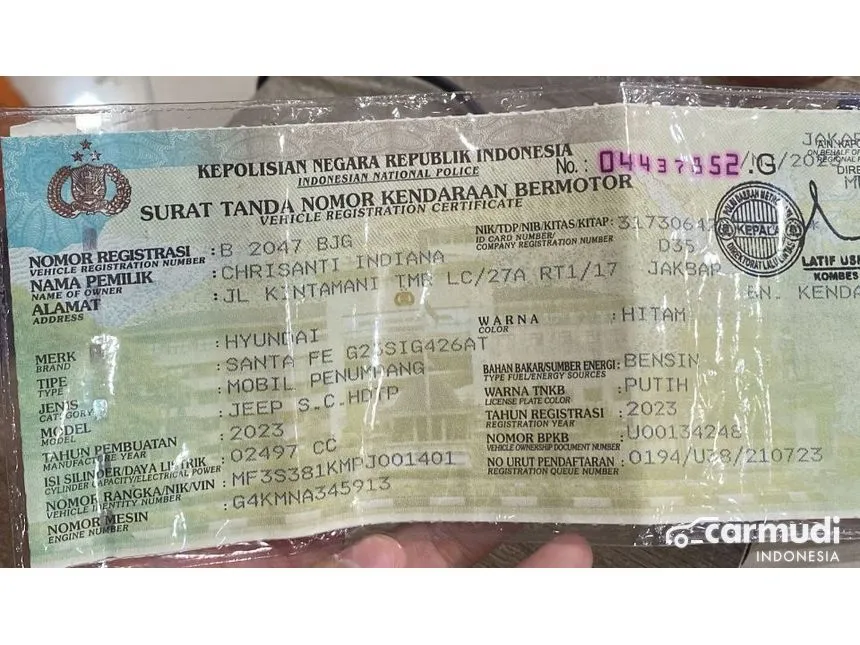 KEPOLISIAN NEGARA REPUBLIK INDONESIA
INDONESIAN NATIONAL POLICE
No.: 04437952.G
SURAT TANDA NOMOR KENDARAAN BERMOTOR
VEHICLE REGISTRATION CERTIFICATE
NOMOR REGISTRASI : B 2047 BJG
VEHICLE REGISTRATION NUMBER
NAMA PEMILIK : CHRISANTI INDIANA
NAME OF OWNER
ALAMAT : JL KINTAMANI TMR LC/27A RT1/17 JAKBAR
ADDRESS
NIK/TDP/NIB/KITAS/KITAP:
ID CARD NUMBER/
COMPANY REGISTRATION NUMBER
D35
MERK : HYUNDAI
BRAND
TIPE : SANTA FE G25SIG426AT
TYPE
JENIS : MOBIL PENUMPANG
CATEGORY
MODEL : JEEP S.C.HDTP
MODEL
TAHUN PEMBUATAN : 2023
MANUFACTURE YEAR
ISI SILINDER/DAYA LISTRIK : 02497 CC
CYLINDER CAPACITY/ELECTRICAL POWER
NOMOR RANGKA/NIK/VIN : MF3S381KMPJ001401
VEHICLE IDENTITY NUMBER
NOMOR MESIN : G4KMNA345913
ENGINE NUMBER
WARNA : HITAM
COLOR
BAHAN BAKAR/SUMBER ENERGI : BENSIN
TYPE FUEL/ENERGY SOURCES
WARNA TNKB : PUTIH
LICENSE PLATE COLOR
TAHUN REGISTRASI : 2023
REGISTRATION YEAR
NOMOR BPKB : U00134248
VEHICLE OWNERSHIP DOCUMENT NUMBER
NO URUT PENDAFTARAN : 0194/U38/210723
REGISTRATION QUEUE NUMBER
KEPALA
LATIF USM
KOMBES
carmudi
INDONESIA